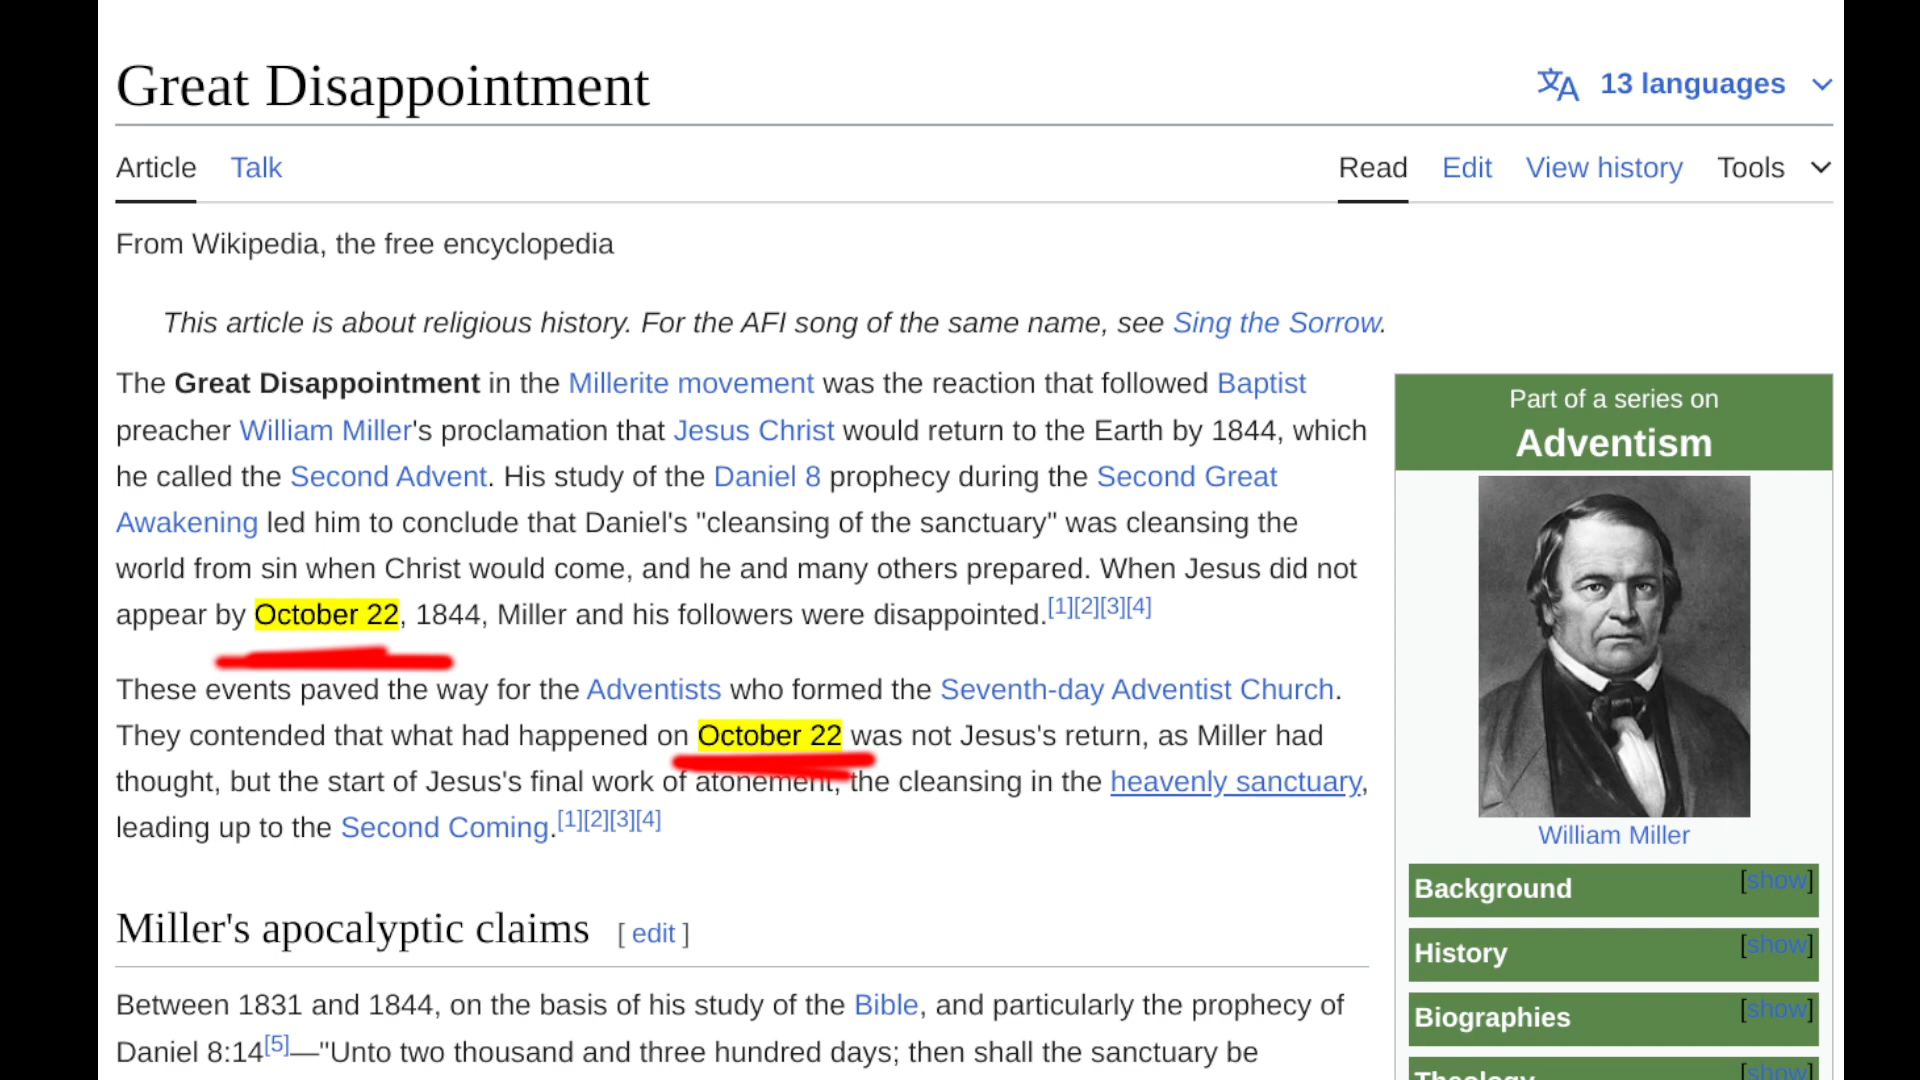 Great Disappointment
13 languages
Article Talk
Read Edit View history Tools
From Wikipedia, the free encyclopedia
This article is about religious history. For the AFI song of the same name, see Sing the Sorrow.
The Great Disappointment in the Millerite movement was the reaction that followed Baptist
preacher William Miller's proclamation that Jesus Christ would return to the Earth by 1844, which
he called the Second Advent. His study of the Daniel 8 prophecy during the Second Great
Awakening led him to conclude that Daniel's "cleansing of the sanctuary" was cleansing the
world from sin when Christ would come, and he and many others prepared. When Jesus did not
appear by October 22, 1844, Miller and his followers were disappointed.[1][2][3][4]
These events paved the way for the Adventists who formed the Seventh-day Adventist Church.
They contended that what had happened on October 22 was not Jesus's return, as Miller had
thought, but the start of Jesus's final work of atonement, the cleansing in the heavenly sanctuary,
leading up to the Second Coming.[1][2][3][4]
Miller's apocalyptic claims [ edit ]
Between 1831 and 1844, on the basis of his study of the Bible, and particularly the prophecy of
Daniel 8:14[5]—"Unto two thousand and three hundred days; then shall the sanctuary be
Part of a series on
Adventism
William Miller
Background [show]
History [show]
Biographies [show]
Theology [show]